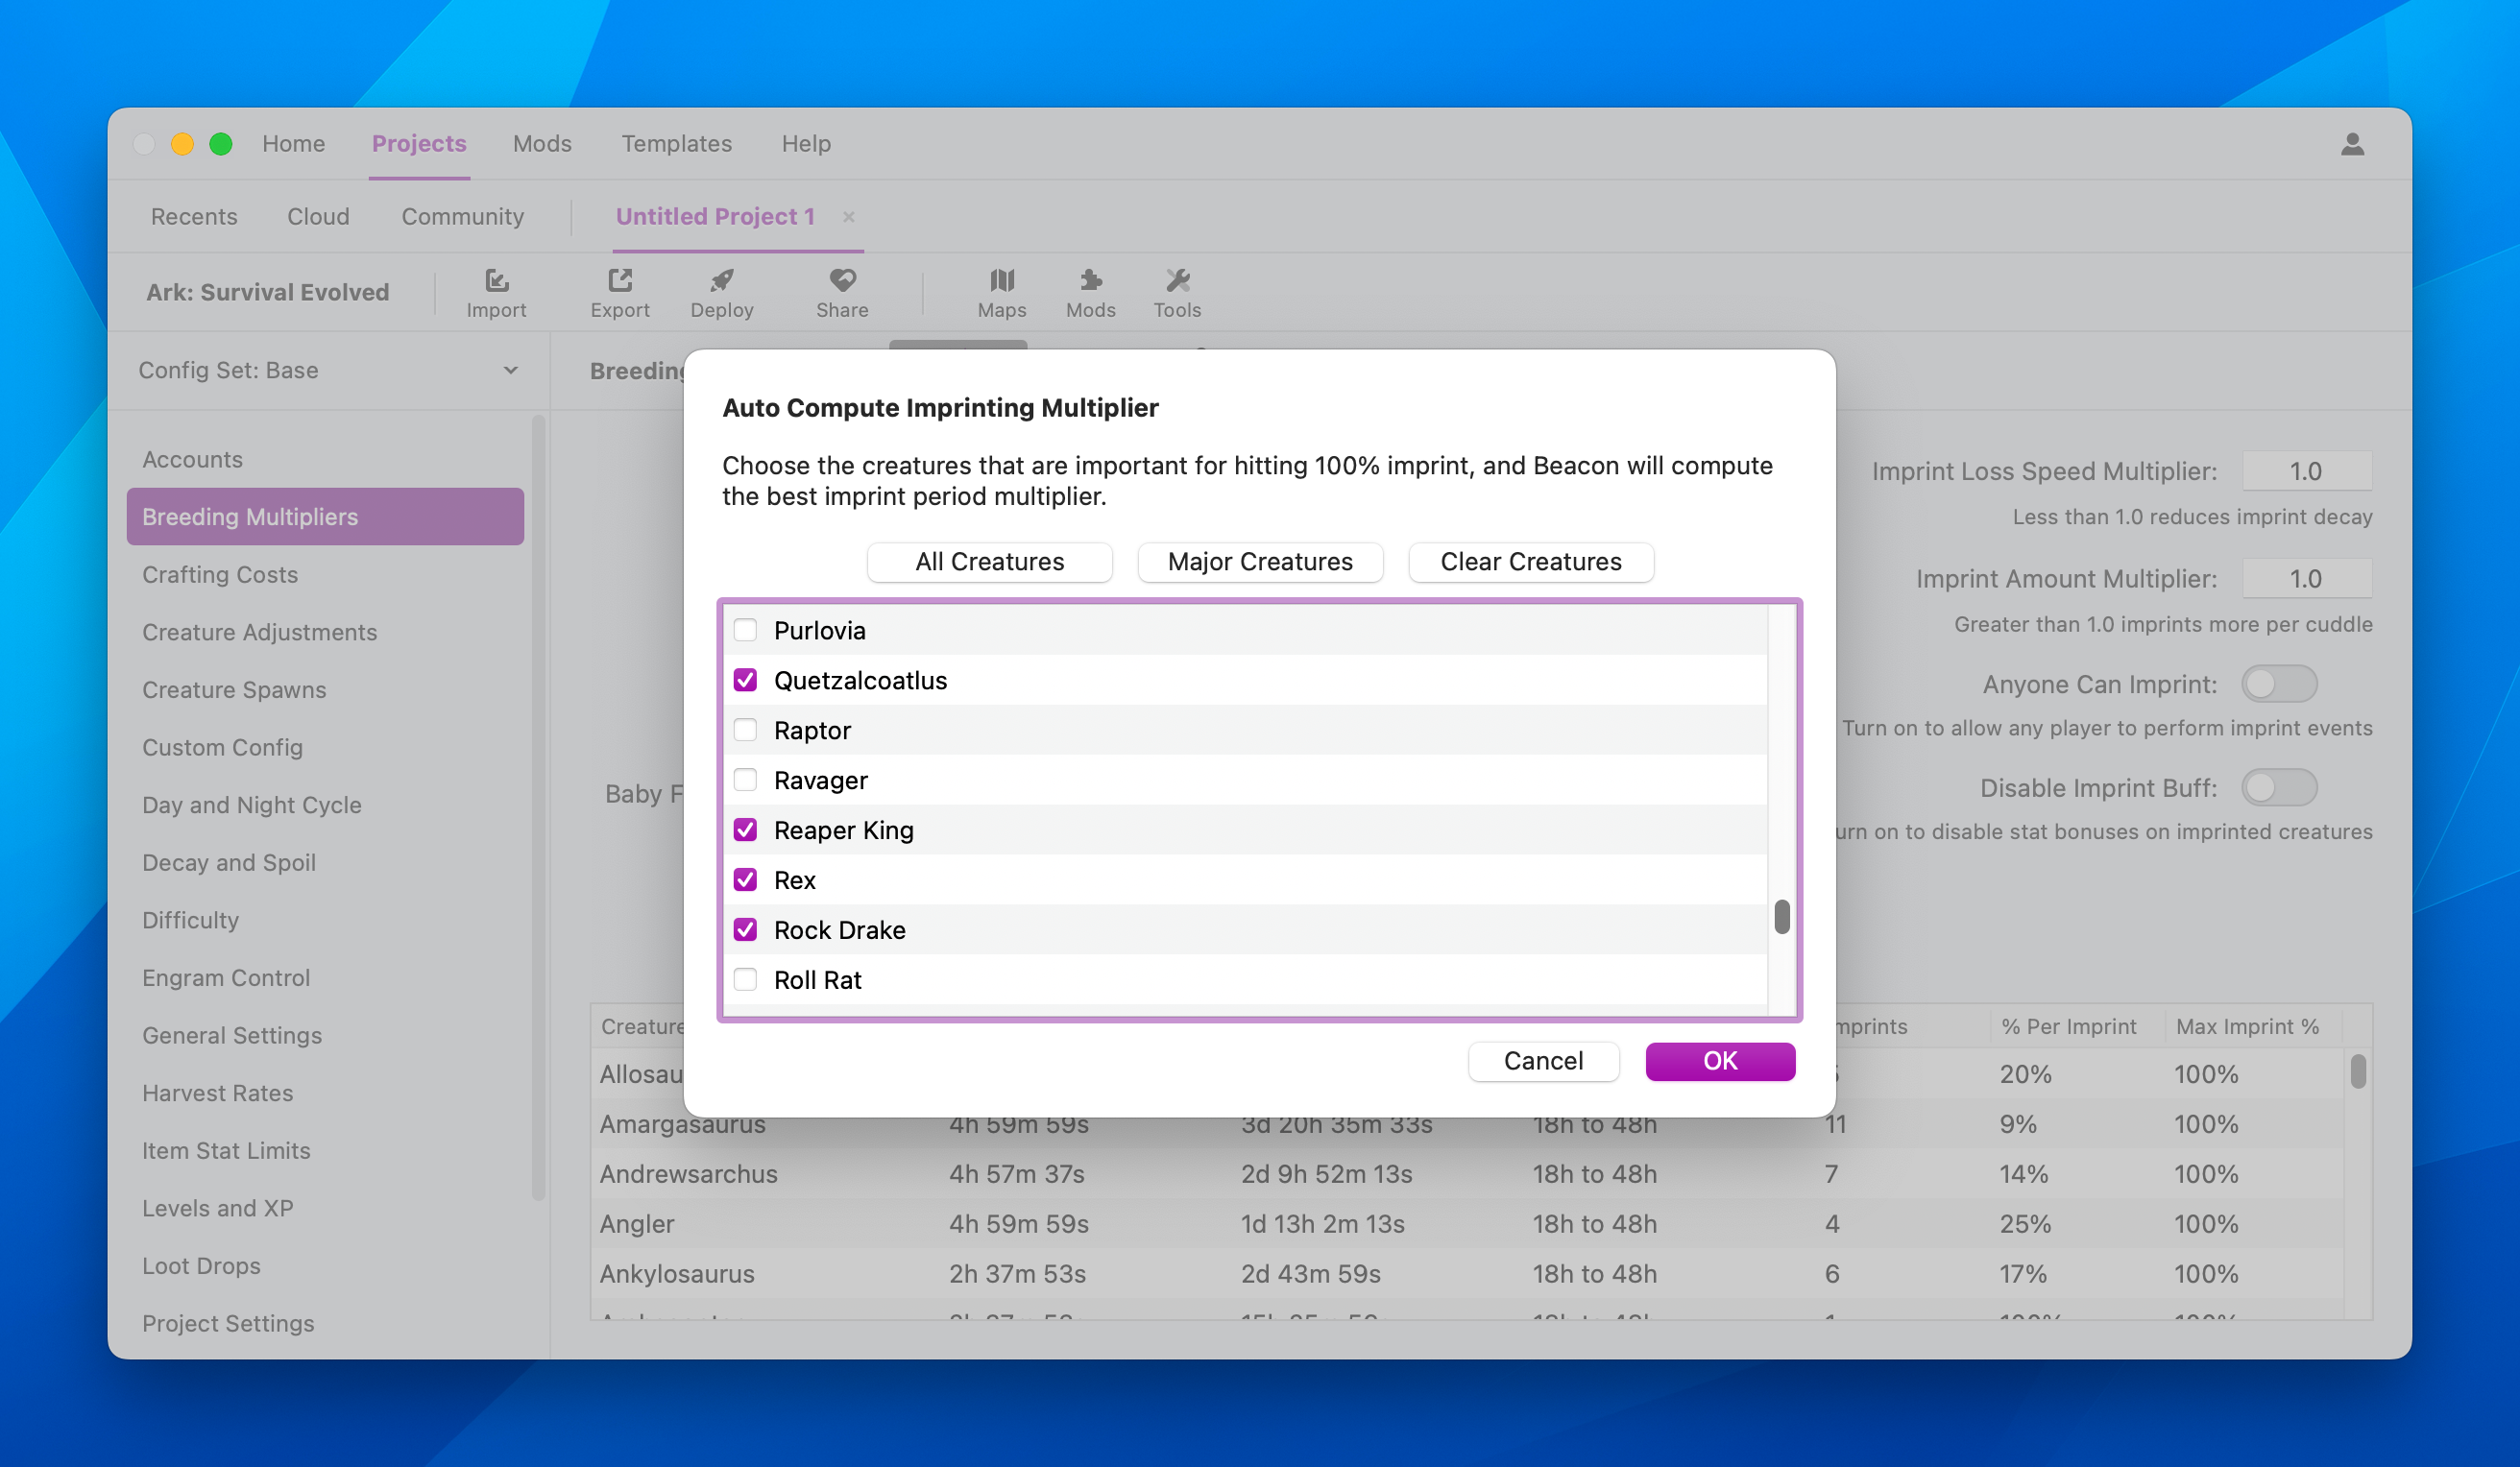 Home Projects Mods Templates Help
Recents Cloud Community Untitled Project 1 ×
Ark: Survival Evolved Import Export Deploy Share Maps Mods Tools
Config Set: Base
Breeding
Accounts
Breeding Multipliers
Crafting Costs
Creature Adjustments
Creature Spawns
Custom Config
Day and Night Cycle
Decay and Spoil
Difficulty
Engram Control
General Settings
Harvest Rates
Item Stat Limits
Levels and XP
Loot Drops
Project Settings
Auto Compute Imprinting Multiplier
Choose the creatures that are important for hitting 100% imprint, and Beacon will compute
the best imprint period multiplier.
All Creatures Major Creatures Clear Creatures
Purlovia
Quetzalcoatlus
Raptor
Ravager
Reaper King
Rex
Rock Drake
Roll Rat
Cancel OK
Imprint Loss Speed Multiplier: 1.0
Less than 1.0 reduces imprint decay
Imprint Amount Multiplier: 1.0
Greater than 1.0 imprints more per cuddle
Anyone Can Imprint:
Turn on to allow any player to perform imprint events
Disable Imprint Buff:
urn on to disable stat bonuses on imprinted creatures
Baby F
Creature mprints % Per Imprint Max Imprint %
Allosau 20% 100%
Amargasaurus 4h 59m 59s 3d 20h 35m 33s 18h to 48h 11 9% 100%
Andrewsarchus 4h 57m 37s 2d 9h 52m 13s 18h to 48h 7 14% 100%
Angler 4h 59m 59s 1d 13h 2m 13s 18h to 48h 4 25% 100%
Ankylosaurus 2h 37m 53s 2d 43m 59s 18h to 48h 6 17% 100%